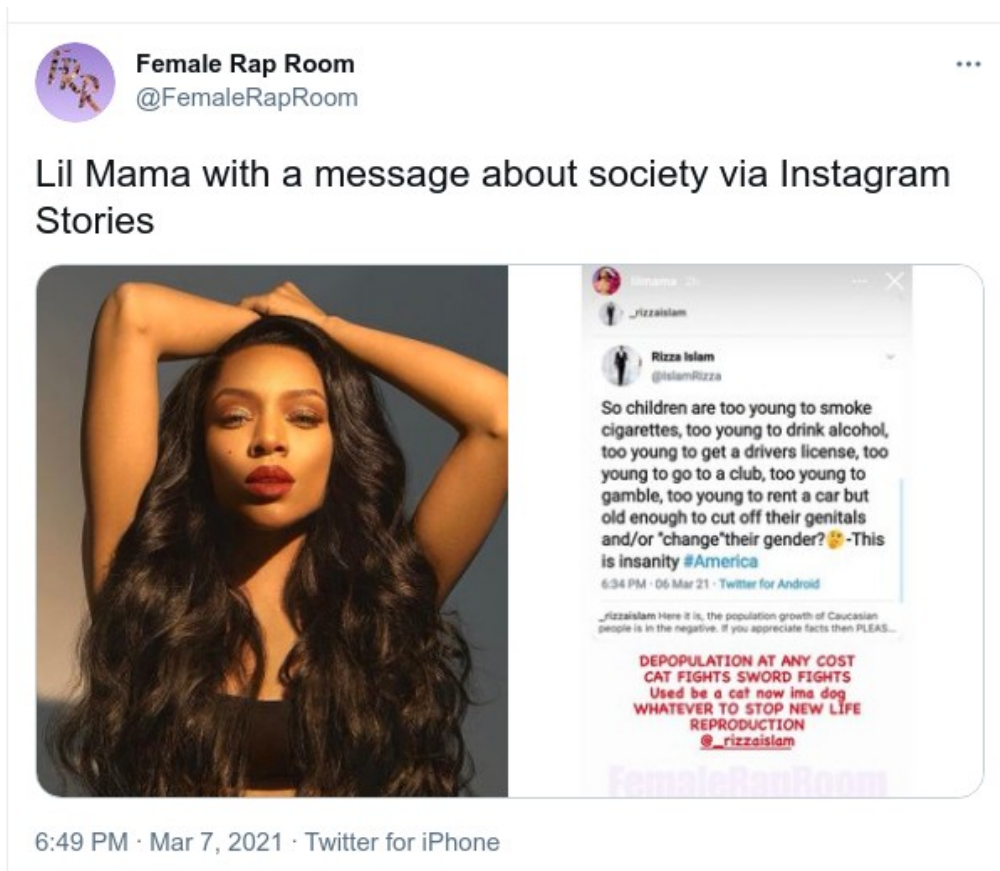 FRR
Female Rap Room
@FemaleRapRoom
Lil Mama with a message about society via Instagram
Stories
lilmama 2h
_rizzaislam
Rizza Islam
@IslamRizza
So children are too young to smoke
cigarettes, too young to drink alcohol,
too young to get a drivers license, too
young to go to a club, too young to
gamble, too young to rent a car but
old enough to cut off their genitals
and/or "change"their gender?🤔-This
is insanity #America
6:34 PM · 06 Mar 21 · Twitter for Android
_rizzaislam Here it is, the population growth of Caucasian
people is in the negative. If you appreciate facts then PLEAS...
DEPOPULATION AT ANY COST
CAT FIGHTS SWORD FIGHTS
Used be a cat now ima dog
WHATEVER TO STOP NEW LIFE
REPRODUCTION
@_rizzaislam
FemaleRapRoom
6:49 PM · Mar 7, 2021 · Twitter for iPhone